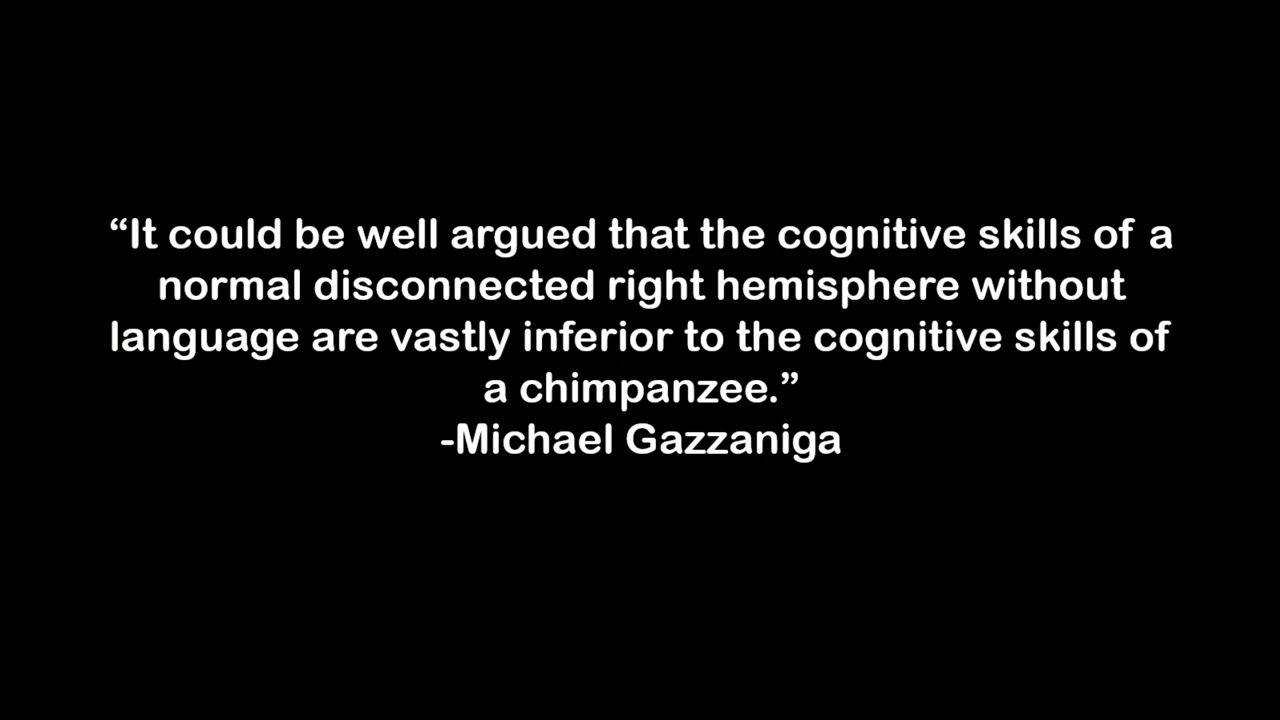 “It could be well argued that the cognitive skills of a
normal disconnected right hemisphere without
language are vastly inferior to the cognitive skills of
a chimpanzee.”
-Michael Gazzaniga